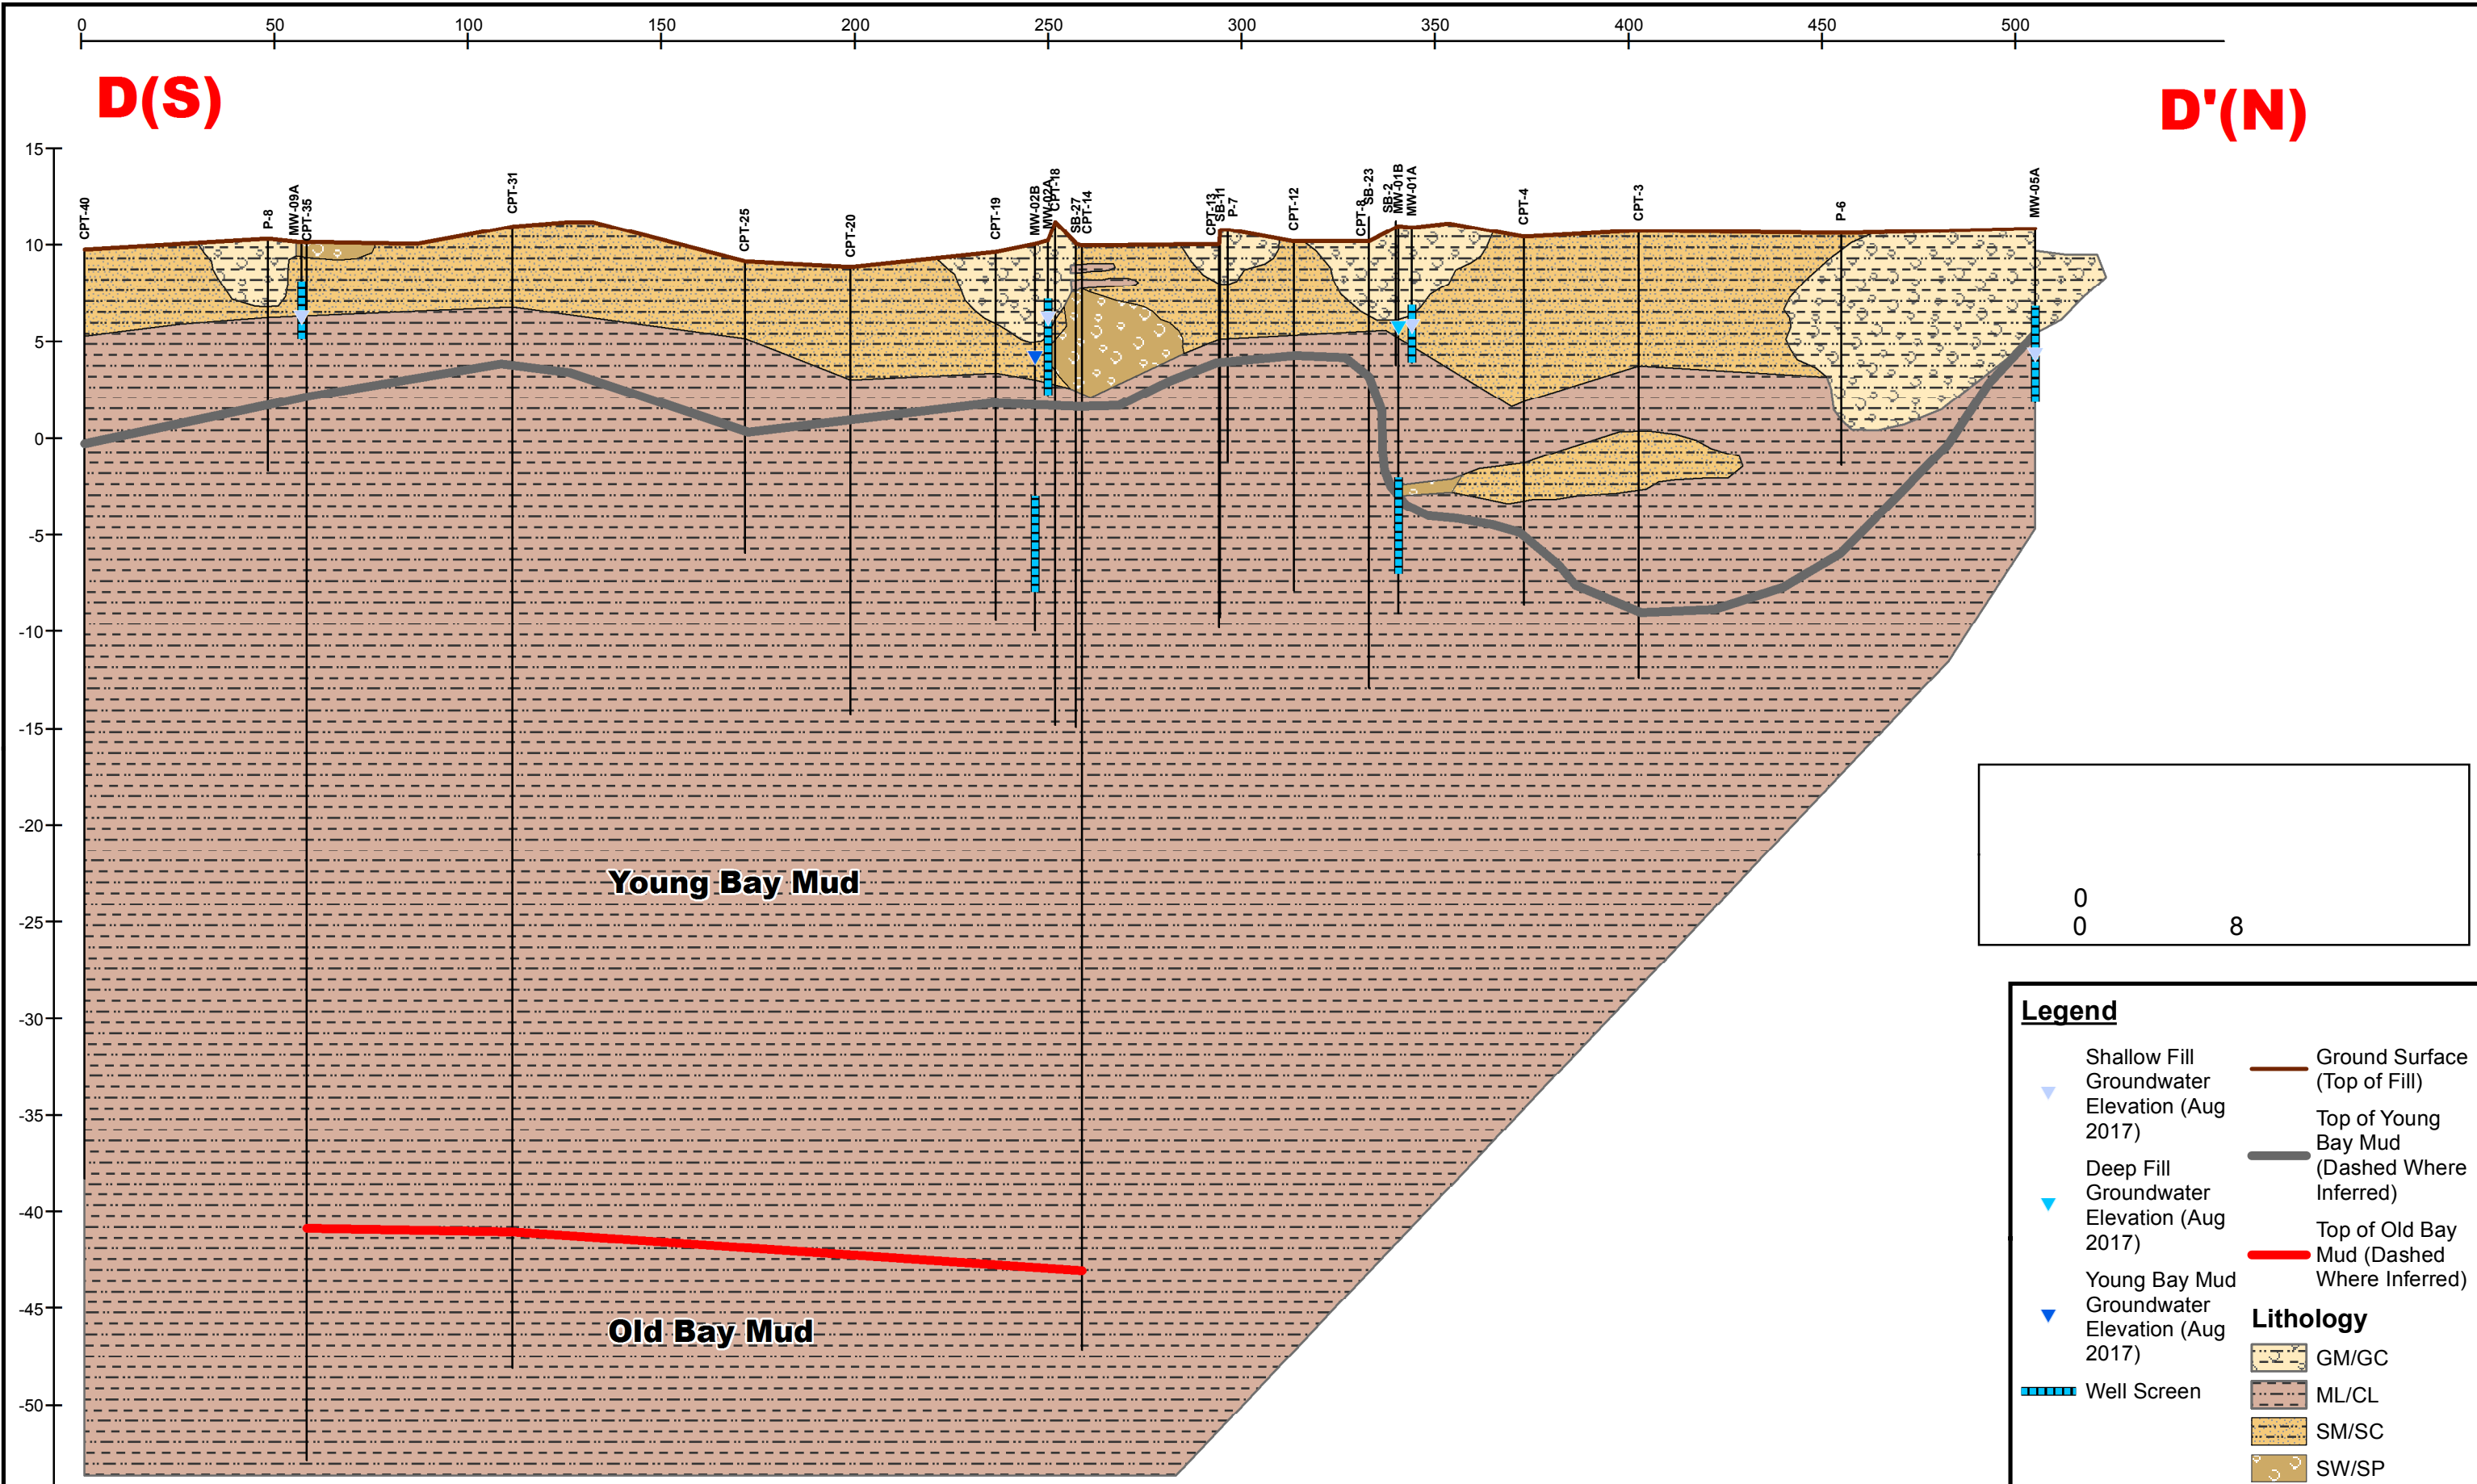 0 50 100 150 200 250 300 350 400 450 500
D(S)
D'(N)
15
10
5
0
-5
-10
-15
-20
-25
-30
-35
-40
-45
-50
CPT-40
P-8
MW-09A
CPT-35
CPT-31
CPT-25
CPT-20
CPT-19
MW-02B
MW-02A
CPT-18
SB-27
CPT-14
CPT-13
SB-11
P-7
CPT-12
CPT-8
SB-23
SB-2
MW-01B
MW-01A
CPT-4
CPT-3
P-6
MW-05A
Young Bay Mud
Old Bay Mud
0
0 8
Legend
Shallow Fill
Groundwater
Elevation (Aug
2017)
Deep Fill
Groundwater
Elevation (Aug
2017)
Young Bay Mud
Groundwater
Elevation (Aug
2017)
Well Screen
Ground Surface
(Top of Fill)
Top of Young
Bay Mud
(Dashed Where
Inferred)
Top of Old Bay
Mud (Dashed
Where Inferred)
Lithology
GM/GC
ML/CL
SM/SC
SW/SP